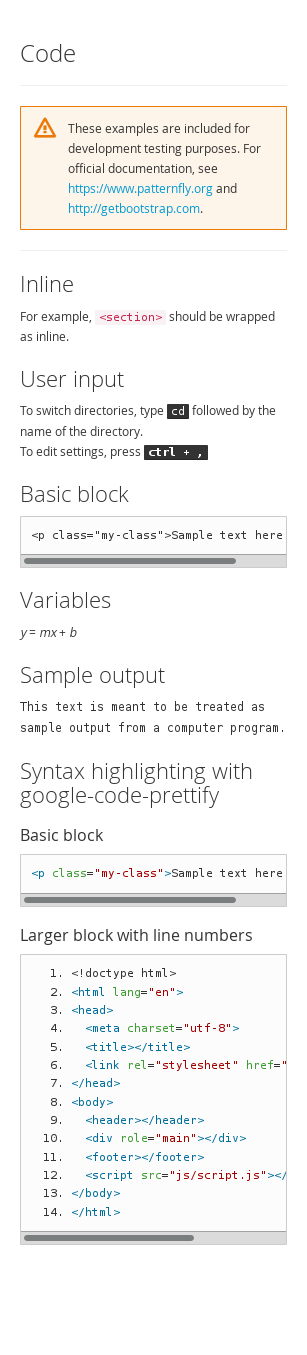 Code
These examples are included for
development testing purposes. For
official documentation, see
https://www.patternfly.org and
http://getbootstrap.com.
Inline
For example, <section> should be wrapped
as inline.
User input
To switch directories, type cd followed by the
name of the directory.
To edit settings, press ctrl + ,
Basic block
<p class="my-class">Sample text here
Variables
y = mx + b
Sample output
This text is meant to be treated as
sample output from a computer program.
Syntax highlighting with
google-code-prettify
Basic block
<p class="my-class">Sample text here
Larger block with line numbers
1. <!doctype html>
2. <html lang="en">
3. <head>
4.   <meta charset="utf-8">
5.   <title></title>
6.   <link rel="stylesheet" href="
7. </head>
8. <body>
9.   <header></header>
10.   <div role="main"></div>
11.   <footer></footer>
12.   <script src="js/script.js"></
13. </body>
14. </html>